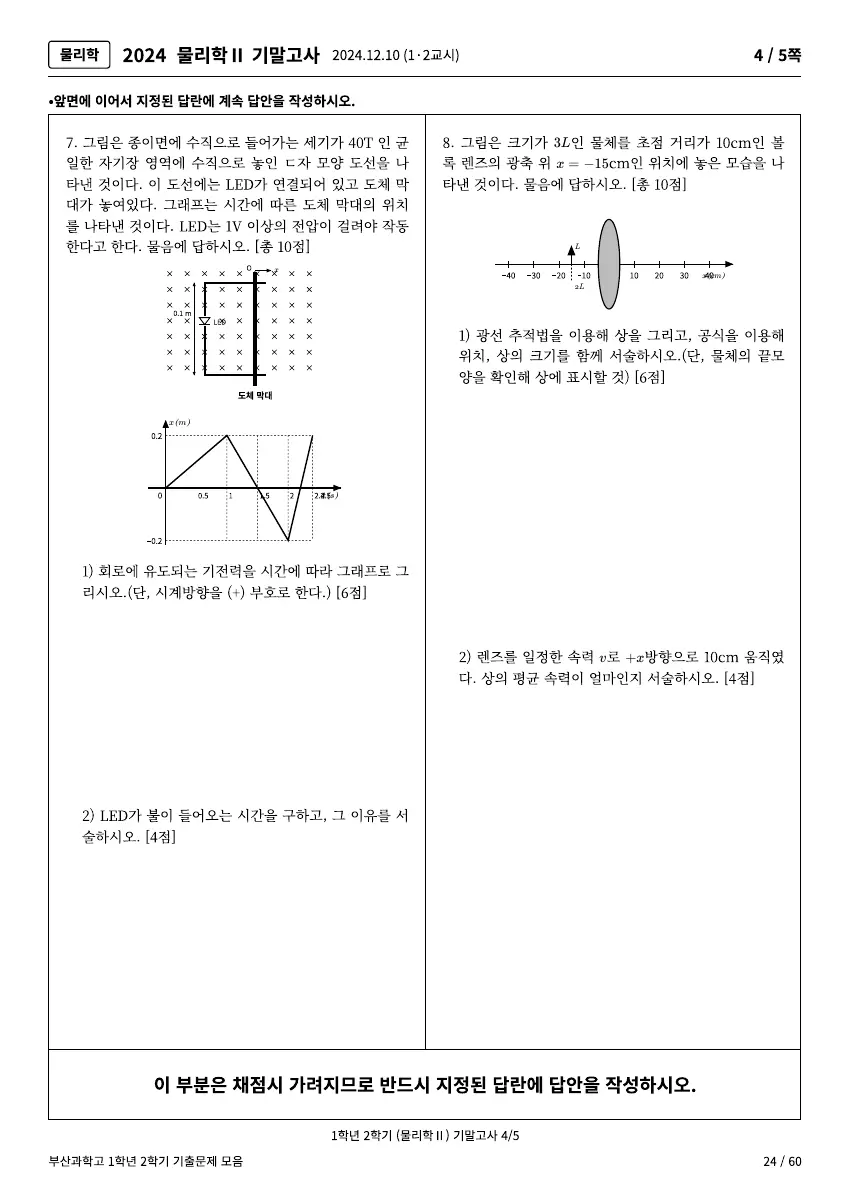 물리학 2024 물리학Ⅱ 기말고사 2024.12.10 (1·2교시) 4 / 5쪽
•앞면에 이어서 지정된 답란에 계속 답안을 작성하시오.
7. 그림은 종이면에 수직으로 들어가는 세기가 40T 인 균
일한 자기장 영역에 수직으로 놓인 ㄷ자 모양 도선을 나
타낸 것이다. 이 도선에는 LED가 연결되어 있고 도체 막
대가 놓여있다. 그래프는 시간에 따른 도체 막대의 위치
를 나타낸 것이다. LED는 1V 이상의 전압이 걸려야 작동
한다고 한다. 물음에 답하시오. [총 10점]
O x
0.1 m
LED
도체 막대
x(m)
0.2
0 0.5 1 1.5 2 2.4
−0.2
1) 회로에 유도되는 기전력을 시간에 따라 그래프로 그
리시오.(단, 시계방향을 (+) 부호로 한다.) [6점]
2) LED가 불이 들어오는 시간을 구하고, 그 이유를 서
술하시오. [4점]
8. 그림은 크기가 3L인 물체를 초점 거리가 10cm인 볼
록 렌즈의 광축 위 x = −15cm인 위치에 놓은 모습을 나
타낸 것이다. 물음에 답하시오. [총 10점]
L
−40 −30 −20 −10 10 20 30 40 x(cm)
2L
1) 광선 추적법을 이용해 상을 그리고, 공식을 이용해
위치, 상의 크기를 함께 서술하시오.(단, 물체의 끝모
양을 확인해 상에 표시할 것) [6점]
2) 렌즈를 일정한 속력 v로 +x방향으로 10cm 움직였
다. 상의 평균 속력이 얼마인지 서술하시오. [4점]
이 부분은 채점시 가려지므로 반드시 지정된 답란에 답안을 작성하시오.
1학년 2학기 (물리학Ⅱ) 기말고사 4/5
부산과학고 1학년 2학기 기출문제 모음 24 / 60